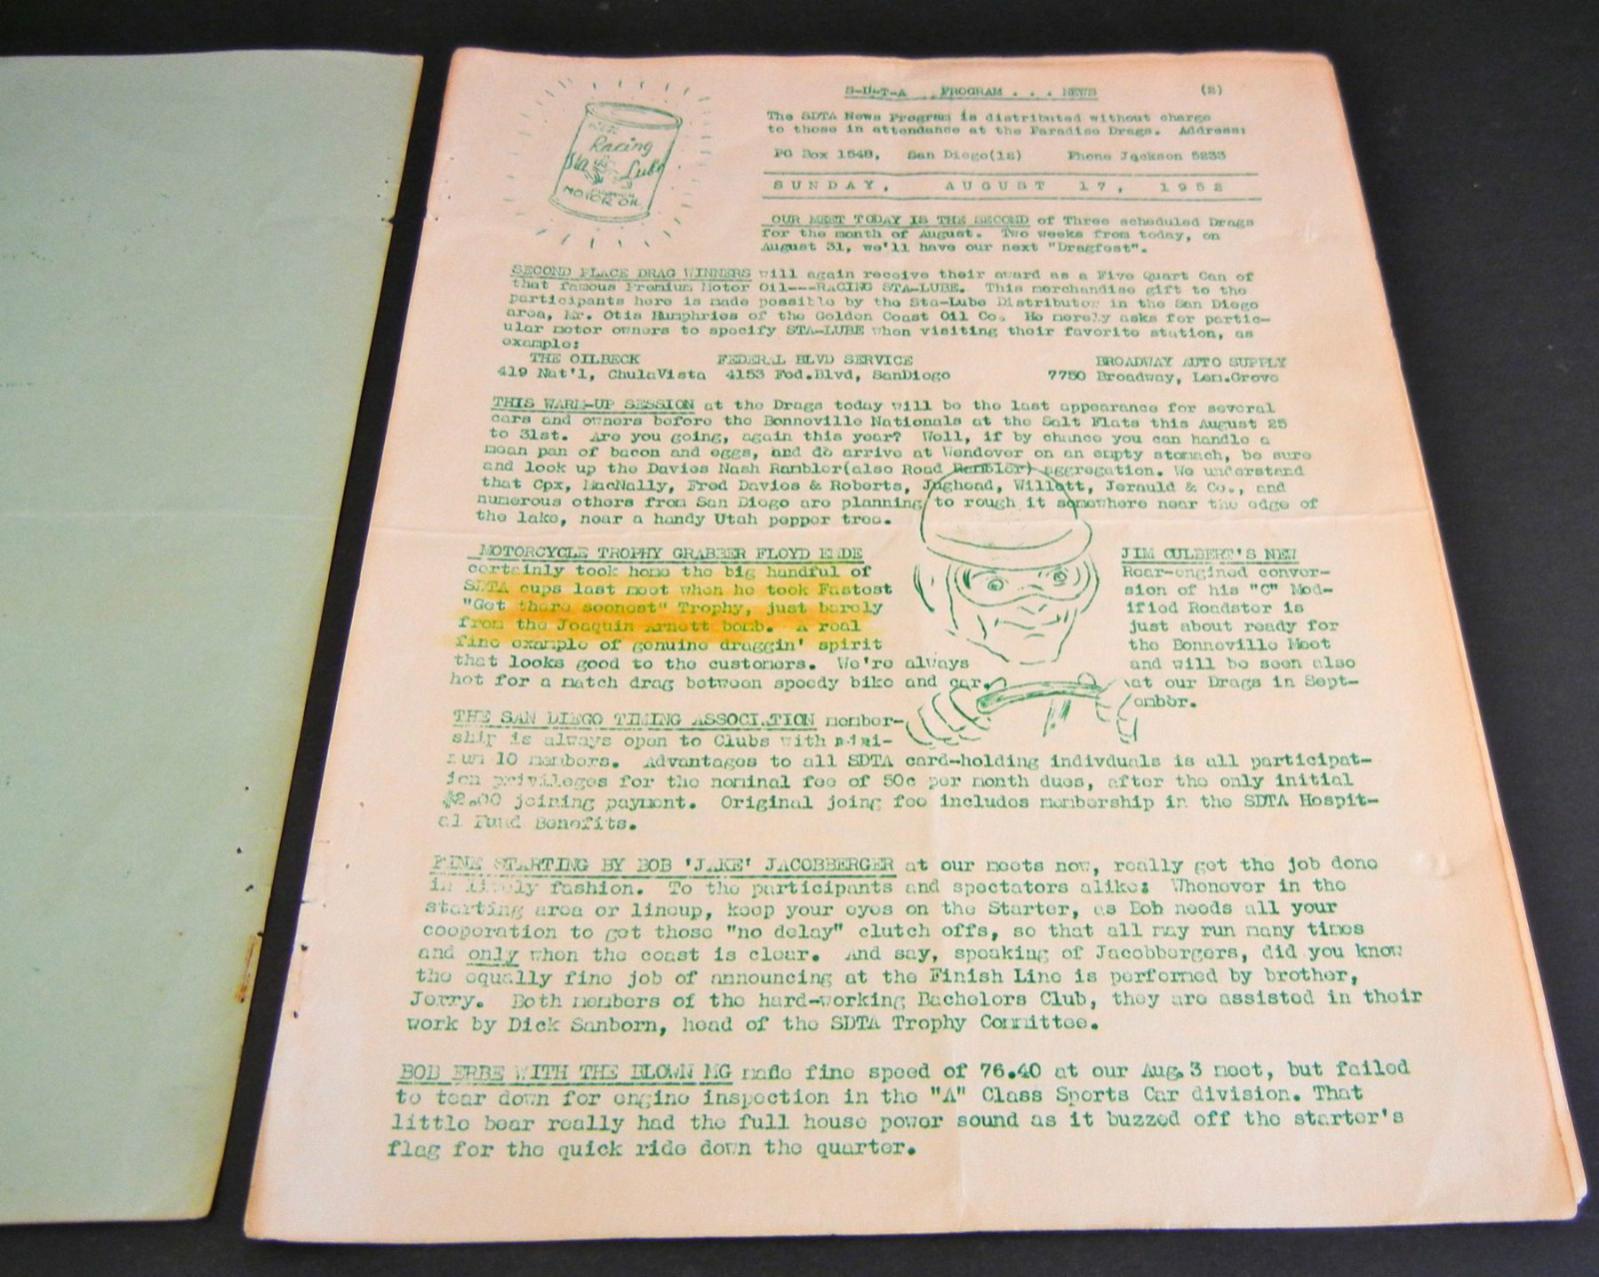 Racing
Sta Lube
MOTOR OIL
S-D-T-A PROGRAM . . . NEWS (2)
The SDTA News Program is distributed without charge
to those in attendance at the Paradise Drags. Address:
PO Box 1548, San Diego(12) Phone Jackson 5233
SUNDAY, AUGUST 17, 1952
OUR MEET TODAY IS THE SECOND of Three scheduled Drags
for the month of August. Two weeks from today, on
August 31, we'll have our next "Dragfest".
SECOND PLACE DRAG WINNERS will again receive their award as a Five Quart Can of
that famous Premium Motor Oil---RACING STA-LUBE. This merchandise gift to the
participants here is made possible by the Sta-Lube Distributor in the San Diego
area, Mr. Otis Humphries of the Golden Coast Oil Co. He merely asks for partic-
ular motor owners to specify STA-LUBE when visiting their favorite station, as
example:
THE OILBECK FEDERAL BLVD SERVICE BROADWAY AUTO SUPPLY
419 Nat'l, ChulaVista 4153 Fed.Blvd, SanDiego 7750 Broadway, Lem.Grove
THIS WARM-UP SESSION at the Drags today will be the last appearance for several
cars and owners before the Bonneville Nationals at the Salt Flats this August 25
to 31st. Are you going, again this year? Well, if by chance you can handle a
mean pan of bacon and eggs, and do arrive at Wendover on an empty stomach, be sure
and look up the Davies Nash Rambler(also Road Rambler) aggregation. We understand
that Cpx, MacNally, Fred Davies & Roberts, Jughead, Willett, Jerauld & Co., and
numerous others from San Diego are planning to rough it somewhere near the edge of
the lake, near a handy Utah pepper tree.
MOTORCYCLE TROPHY GRABBER FLOYD EMDE
certainly took home the big handful of
SDTA cups last meet when he took Fastest
"Get there soonest" Trophy, just barely
from the Joaquin Arnett bomb. A real
fine example of genuine draggin' spirit
that looks good to the customers. We're always
hot for a match drag between speedy bike and car.
JIM CULBERT'S NEW
Rear-engined conver-
sion of his "C" Mod-
ified Roadster is
just about ready for
the Bonneville Meet
and will be seen also
at our Drags in Sept-
ember.
THE SAN DIEGO TIMING ASSOCIATION member-
ship is always open to Clubs with mini-
mum 10 members. Advantages to all SDTA card-holding indivduals is all participat-
ion privileges for the nominal fee of 50c per month dues, after the only initial
$2.00 joining payment. Original joing fee includes membership in the SDTA Hospit-
al Fund Benefits.
FINE STARTING BY BOB 'JAKE' JACOBBERGER at our meets now, really get the job done
in lively fashion. To the participants and spectators alike: Whenever in the
starting area or lineup, keep your eyes on the Starter, as Bob needs all your
cooperation to get those "no delay" clutch offs, so that all may run many times
and only when the coast is clear. And say, speaking of Jacobbergers, did you know
the equally fine job of announcing at the Finish Line is performed by brother,
Jerry. Both members of the hard-working Bachelors Club, they are assisted in their
work by Dick Sanborn, head of the SDTA Trophy Committee.
BOB ERBE WITH THE BLOWN MG made fine speed of 76.40 at our Aug. 3 meet, but failed
to tear down for engine inspection in the "A" Class Sports Car division. That
little bear really had the full house power sound as it buzzed off the starter's
flag for the quick ride down the quarter.